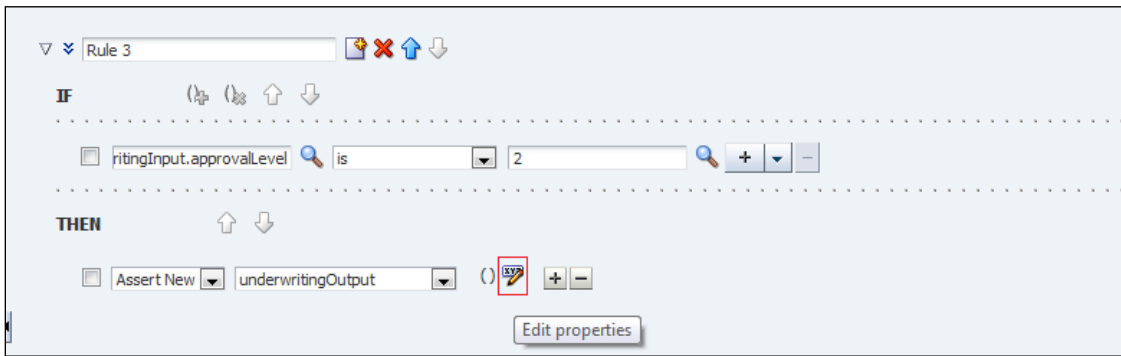 Rule 3
IF
ritingInput.approvalLevel is 2
THEN
Assert New underwritingOutput ()
Edit properties